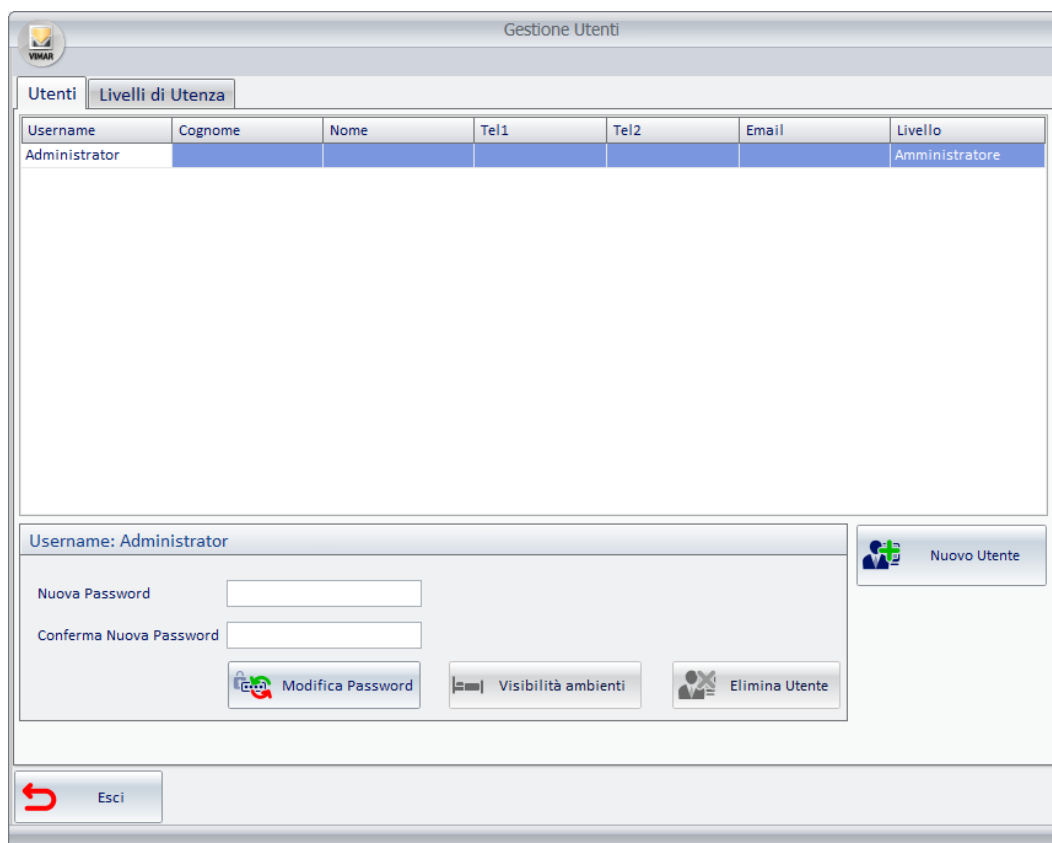 Gestione Utenti
VIMAR
Utenti Livelli di Utenza
Username Cognome Nome Tel1 Tel2 Email Livello
Administrator Amministratore
Username: Administrator
Nuovo Utente
Nuova Password
Conferma Nuova Password
Modifica Password Visibilità ambienti Elimina Utente
Esci